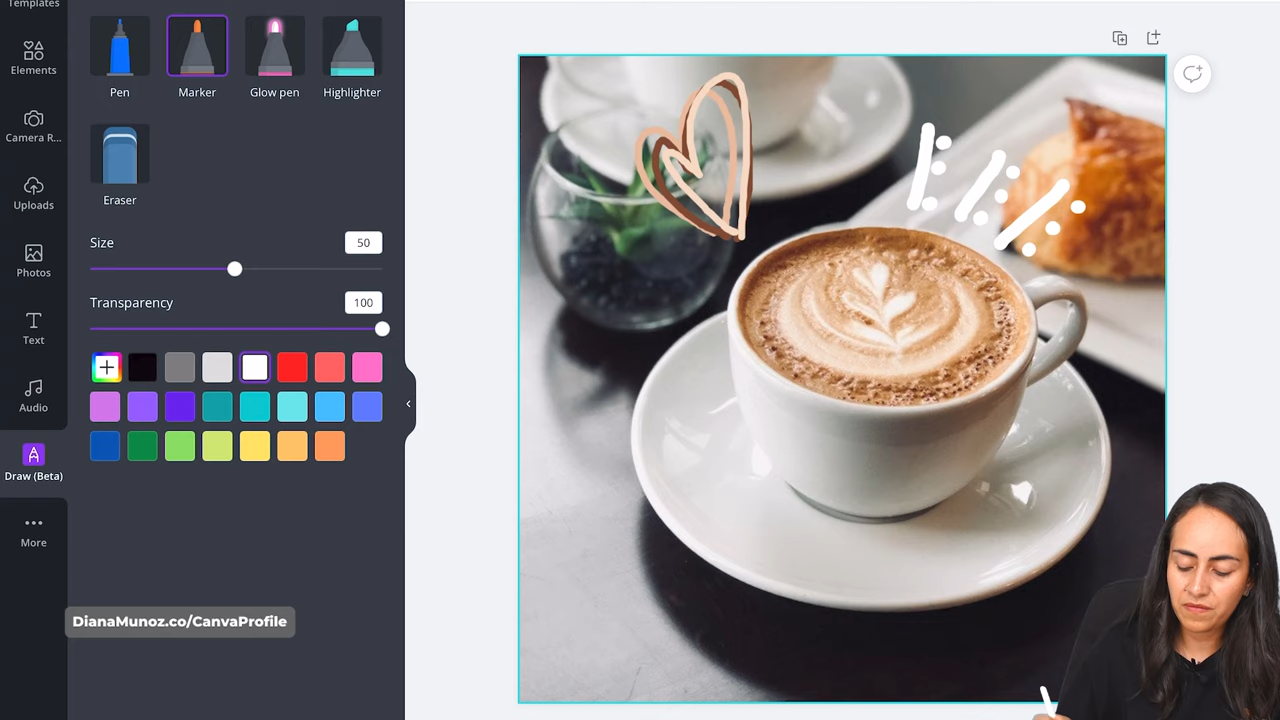 Templates
Elements
Camera R...
Uploads
Photos
Text
Audio
Draw (Beta)
More
Pen
Marker
Glow pen
Highlighter
Eraser
Size
50
Transparency
100
DianaMunoz.co/CanvaProfile